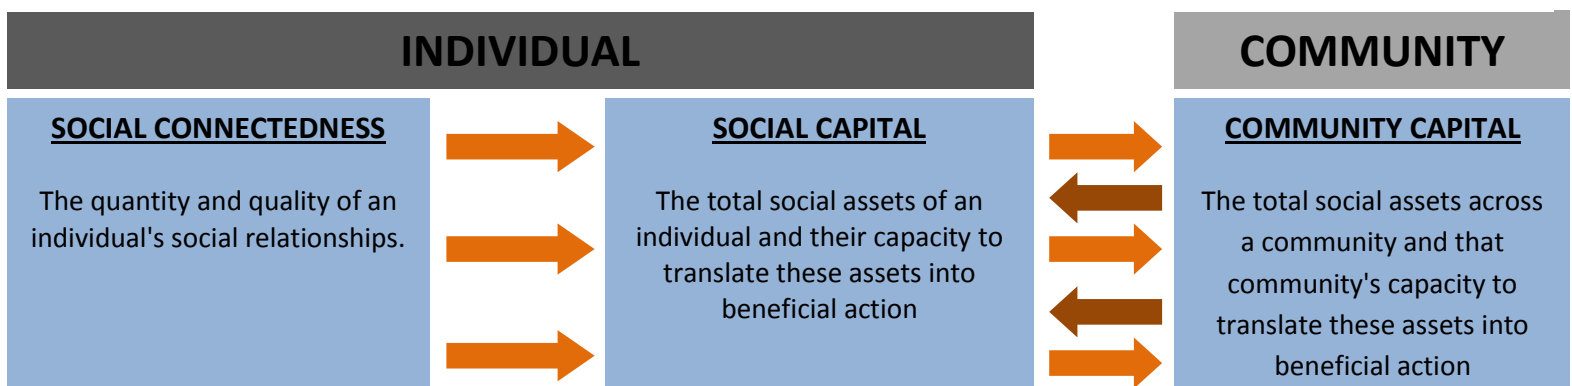 INDIVIDUAL
COMMUNITY
SOCIAL CONNECTEDNESS
The quantity and quality of an
individual's social relationships.
SOCIAL CAPITAL
The total social assets of an
individual and their capacity to
translate these assets into
beneficial action
COMMUNITY CAPITAL
The total social assets across
a community and that
community's capacity to
translate these assets into
beneficial action